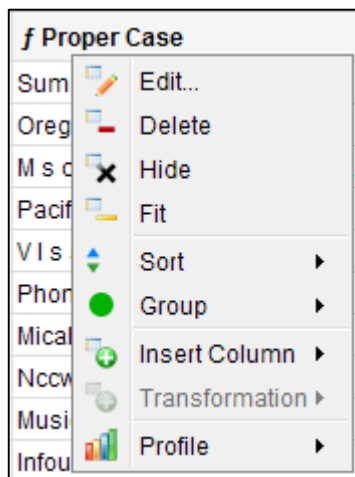 ƒ Proper Case
Sum
Edit...
Oreg
Delete
M s c
Hide
Pacif
Fit
V I s
Sort
Phon
Group
Mical
Insert Column
Nccw
Transformation
Musi
Profile
Infou